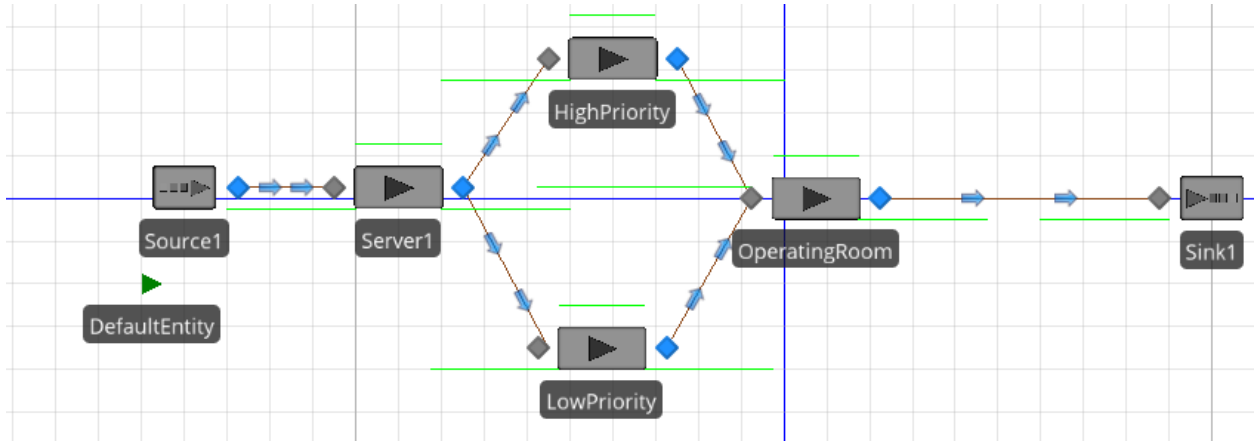 HighPriority
Source1
Server1
OperatingRoom
Sink1
DefaultEntity
LowPriority